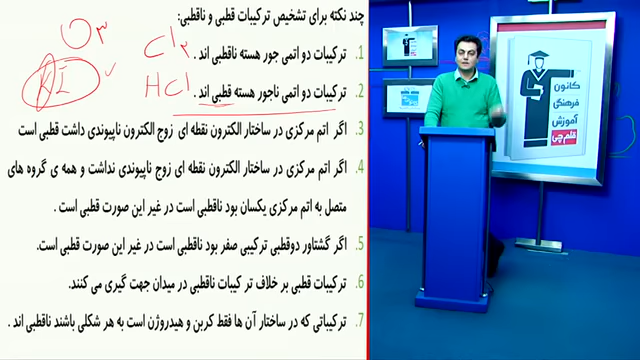 چند نکته برای تشخیص ترکیبات قطبی و ناقطبی:
O۳
Cl۲
1. ترکیبات دو اتمی جور هسته ناقطبی اند .
KI
HCl
2. ترکیبات دو اتمی ناجور هسته قطبی اند .
3. اگر اتم مرکزی در ساختار الکترون نقطه ای زوج الکترون ناپیوندی داشت قطبی است
4. اگر اتم مرکزی در ساختار الکترون نقطه ای زوج ناپیوندی نداشت و همه ی گروه های
متصل به اتم مرکزی یکسان بود ناقطبی است در غیر این صورت قطبی است .
5. اگر گشتاور دوقطبی ترکیبی صفر بود ناقطبی است در غیر این صورت قطبی است.
6. ترکیبات قطبی بر خلاف تر کیبات ناقطبی در میدان جهت گیری می کنند.
7. ترکیباتی که در ساختار آن ها فقط کربن و هیدروژن است به هر شکلی باشند ناقطبی اند .
کانون
فرهنگی
آموزش
قلم چی